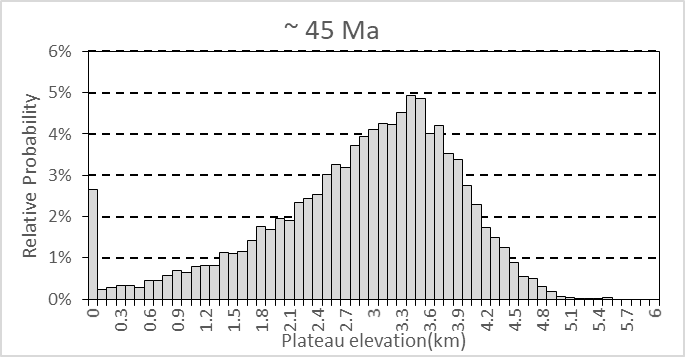 ~ 45 Ma
6%
5%
4%
3%
2%
1%
0%
Relative Probability
0 0.3 0.6 0.9 1.2 1.5 1.8 2.1 2.4 2.7 3 3.3 3.6 3.9 4.2 4.5 4.8 5.1 5.4 5.7 6
Plateau elevation(km)